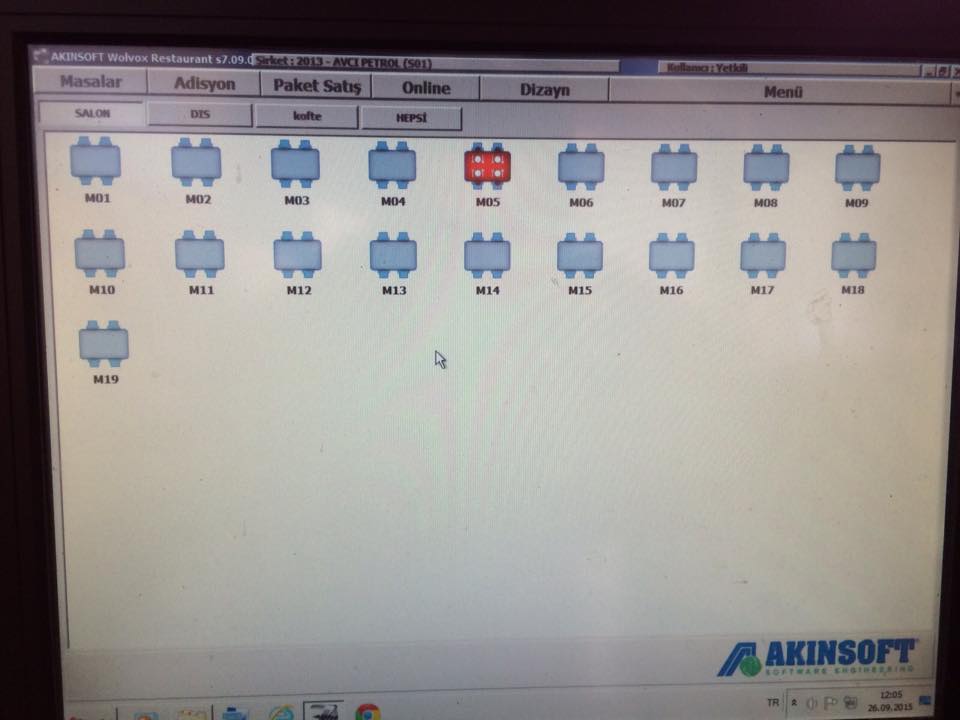 AKINSOFT Wolvox Restaurant s7.09.0 Şirket : 2013 - AVCI PETROL (S01) Kullanıcı : Yetkili
Masalar Adisyon Paket Satış Online Dizayn Menü
SALON DIS kofte HEPSİ
M01 M02 M03 M04 M05 M06 M07 M08 M09
M10 M11 M12 M13 M14 M15 M16 M17 M18
M19
AKINSOFT
SOFTWARE ENGINEERING
TR 12:05
26.09.2015